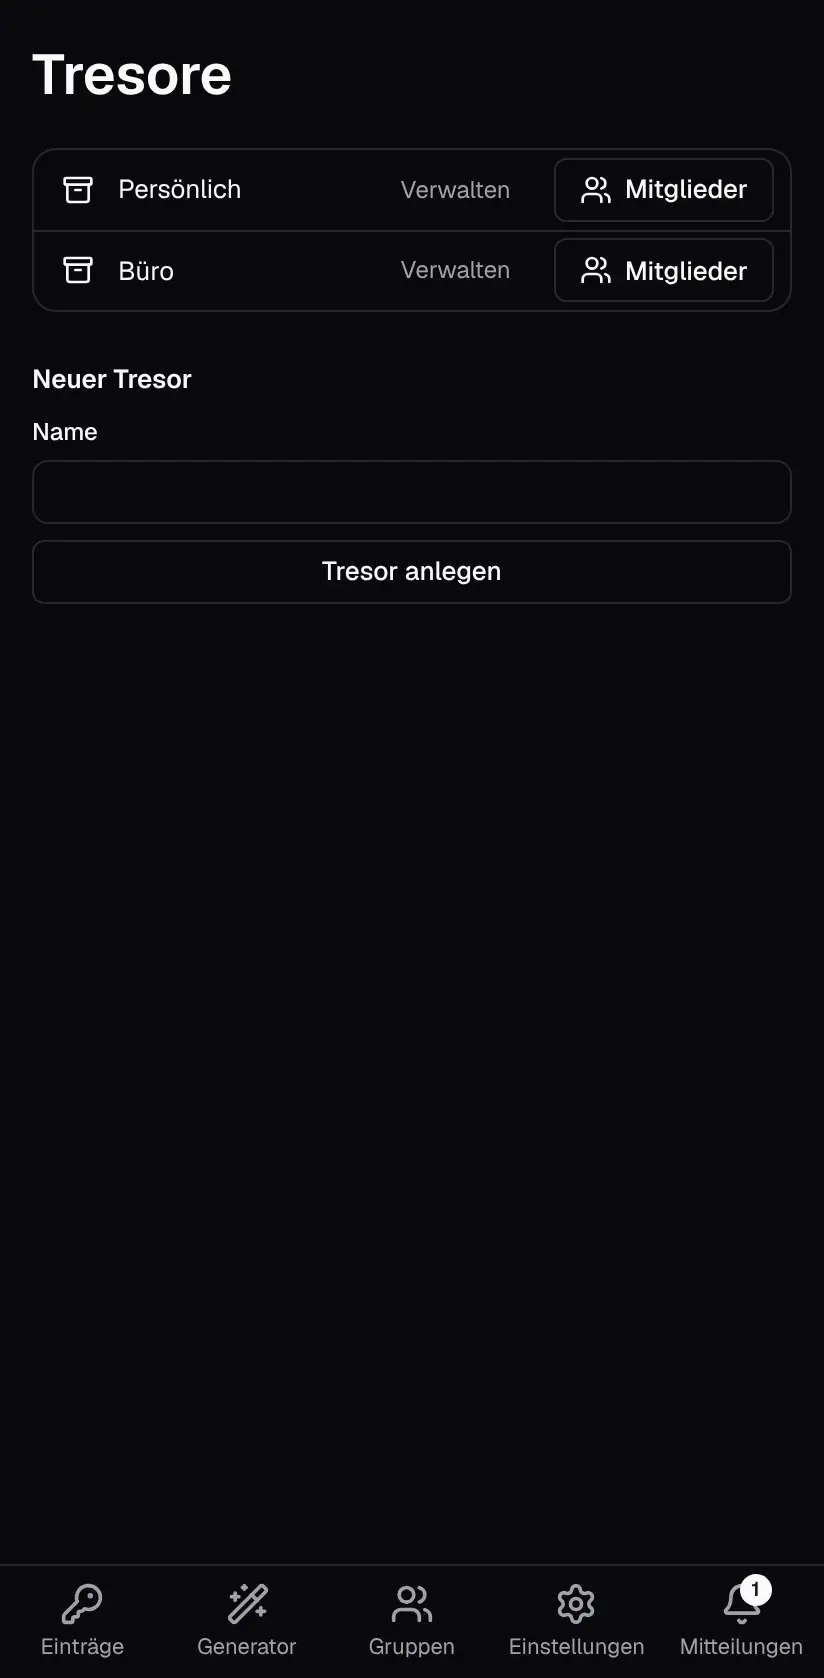 Tresore
Persönlich Verwalten Mitglieder
Büro Verwalten Mitglieder
Neuer Tresor
Name
Tresor anlegen
1
Einträge Generator Gruppen Einstellungen Mitteilungen